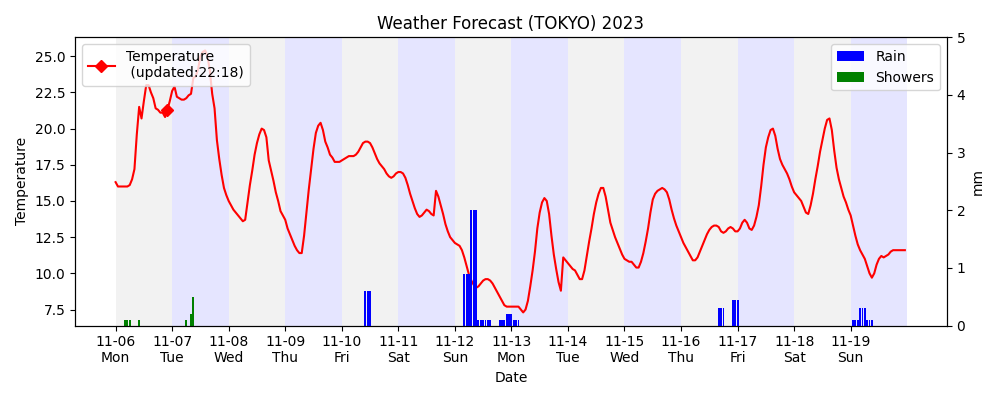 Weather Forecast (TOKYO) 2023
Temperature
(updated:22:18)
Rain
Showers
25.0
22.5
20.0
17.5
15.0
12.5
10.0
7.5
Temperature
5
4
3
2
1
0
mm
11-06 11-07 11-08 11-09 11-10 11-11 11-12 11-13 11-14 11-15 11-16 11-17 11-18 11-19
Mon Tue Wed Thu Fri Sat Sun Mon Tue Wed Thu Fri Sat Sun
Date